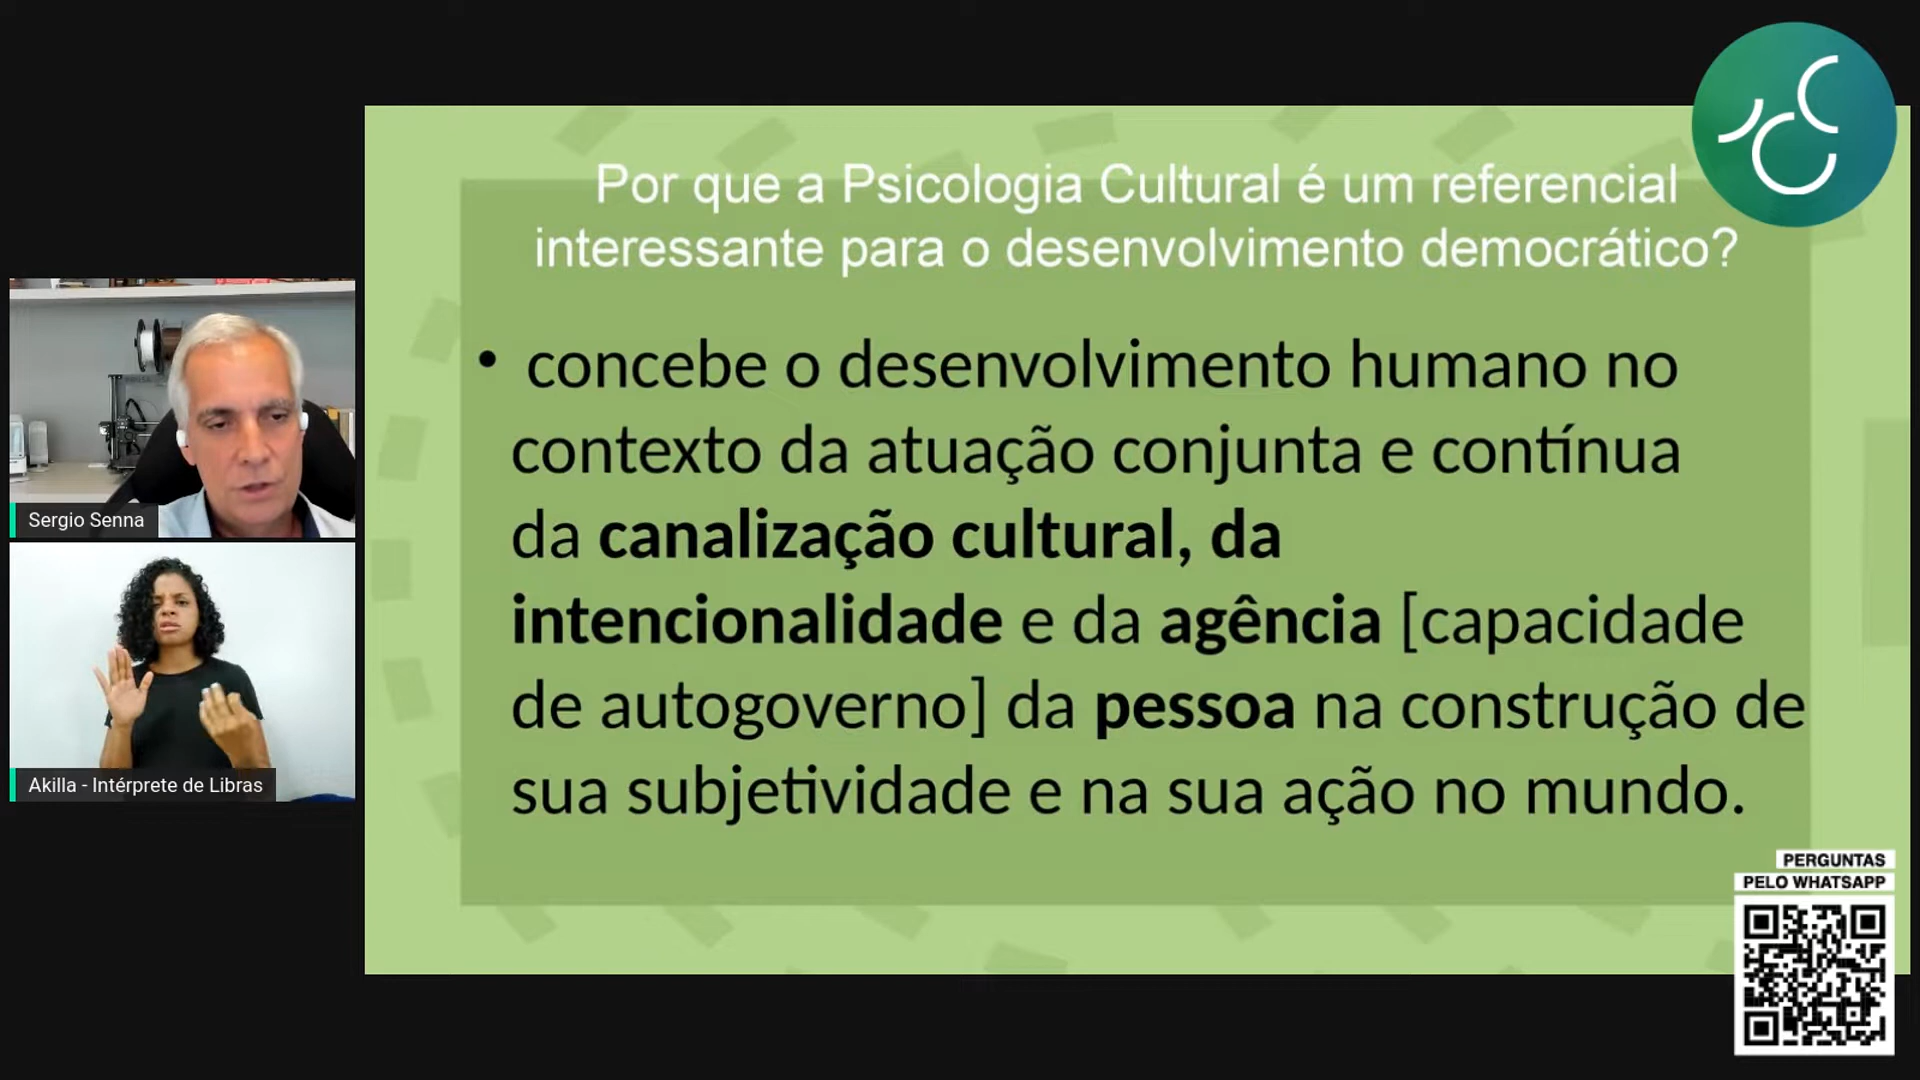 Por que a Psicologia Cultural é um referencial
interessante para o desenvolvimento democrático?
• concebe o desenvolvimento humano no
contexto da atuação conjunta e contínua
da canalização cultural, da
intencionalidade e da agência [capacidade
de autogoverno] da pessoa na construção de
sua subjetividade e na sua ação no mundo.
Sergio Senna
Akilla - Intérprete de Libras
PERGUNTAS
PELO WHATSAPP